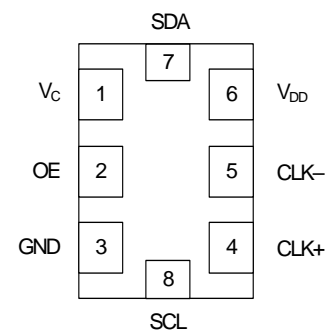 SDA
7
V_C 1 6 V_DD
OE 2 5 CLK–
GND 3 4 CLK+
8
SCL